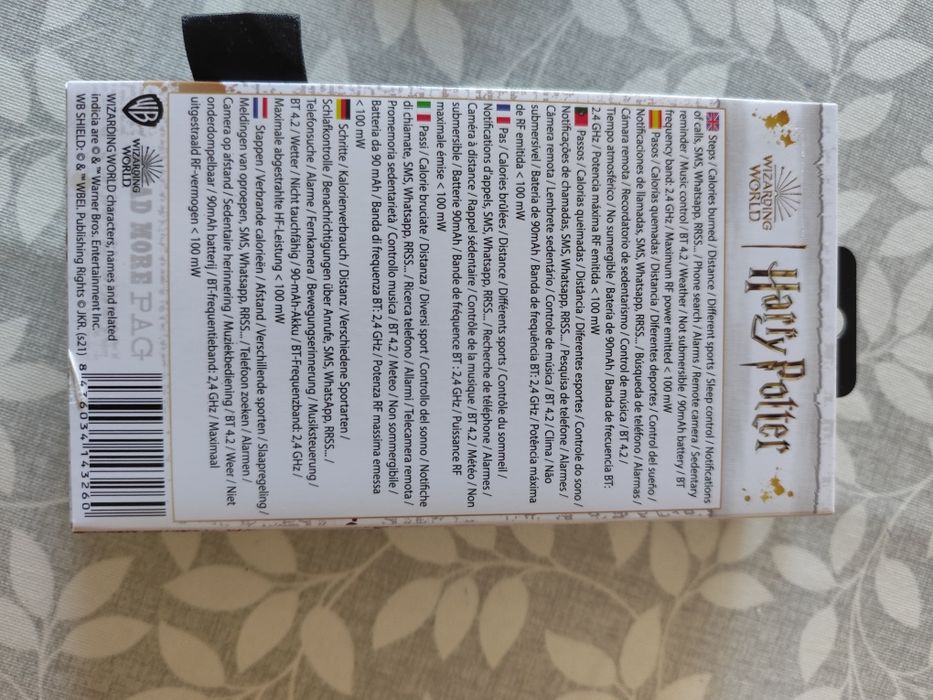 WIZARDING
WORLD
Harry Potter
Steps / Calories burned / Distance / Different sports / Sleep control / Notifications
of calls, SMS, Whatsapp, RRSS... / Phone search / Alarms / Remote camera / Sedentary
reminder / Music control / BT 4.2 / Weather / Not submersible / 90mAh battery / BT
frequency band: 2,4 GHz / Maximum RF power emitted < 100 mW
Pasos / Calorías quemadas / Distancia / Diferentes deportes / Control del sueño /
Notificaciones de llamadas, SMS, Whatsapp, RRSS... / Búsqueda de teléfono / Alarmas /
Cámara remota / Recordatorio de sedentarismo / Control de música / BT 4.2 /
Tiempo atmosférico / No sumergible / Batería de 90mAh / Banda de frecuencia BT:
2,4 GHz / Potencia máxima RF emitida < 100 mW
Passos / Calorias queimadas / Distância / Diferentes esportes / Controle do sono /
Notificações de chamadas, SMS, Whatsapp, RRSS... / Pesquisa de telefone / Alarmes /
Câmera remota / Lembrete sedentário / Controle de música / BT 4.2 / Clima / Não
submersível / Bateria de 90mAh / Banda de frequência BT: 2,4 GHz / Potência máxima
de RF emitida < 100 mW
Pas / Calories brulées / Distance / Différents sports / Contrôle du sommeil /
Notifications d'appels, SMS, Whatsapp, RRSS... / Recherche de téléphone / Alarmes /
Caméra à distance / Rappel sédentaire / Contrôle de la musique / BT 4.2 / Météo / Non
submersible / Batterie 90mAh / Bande de fréquence BT : 2,4 GHz / Puissance RF
maximale émise < 100 mW
Passi / Calorie bruciate / Distanza / Diversi sport / Controllo del sonno / Notifiche
di chiamate, SMS, Whatsapp, RRSS... / Ricerca telefono / Allarmi / Telecamera remota /
Promemoria sedentarietà / Controllo musica / BT 4.2 / Meteo / Non sommergibile /
Batteria da 90 mAh / Banda di frequenza BT: 2,4 GHz / Potenza RF massima emessa
< 100 mW
Schritte / Kalorienverbrauch / Distanz / Verschiedene Sportarten /
Schlafkontrolle / Benachrichtigungen über Anrufe, SMS, WhatsApp, RRSS... /
Telefonsuche / Alarme / Fernkamera / Bewegungserinnerung / Musiksteuerung /
BT 4.2 / Wetter / Nicht tauchfähig / 90-mAh-Akku / BT-Frequenzband: 2,4 GHz /
Maximale abgestrahlte HF-Leistung < 100 mW
Stappen / Verbrande calorieën / Afstand / Verschillende sporten / Slaapregeling /
Meldingen van oproepen, SMS, Whatsapp, RRSS... / Telefoon zoeken / Alarmen /
Camera op afstand / Sedentaire herinnering / Muziekbediening / BT 4.2 / Weer / Niet
onderdompelbaar / 90mAh batterij / BT-frequentieband: 2,4 GHz / Maximaal
uitgestraald RF-vermogen < 100 mW
AD MORE PAG
WB
WIZARDING
WORLD
WIZARDING WORLD characters, names and related
indicia are © & ™ Warner Bros. Entertainment Inc.
WB SHIELD: © & ™ WBEI. Publishing Rights © JKR. (s21)
8 427603411432601